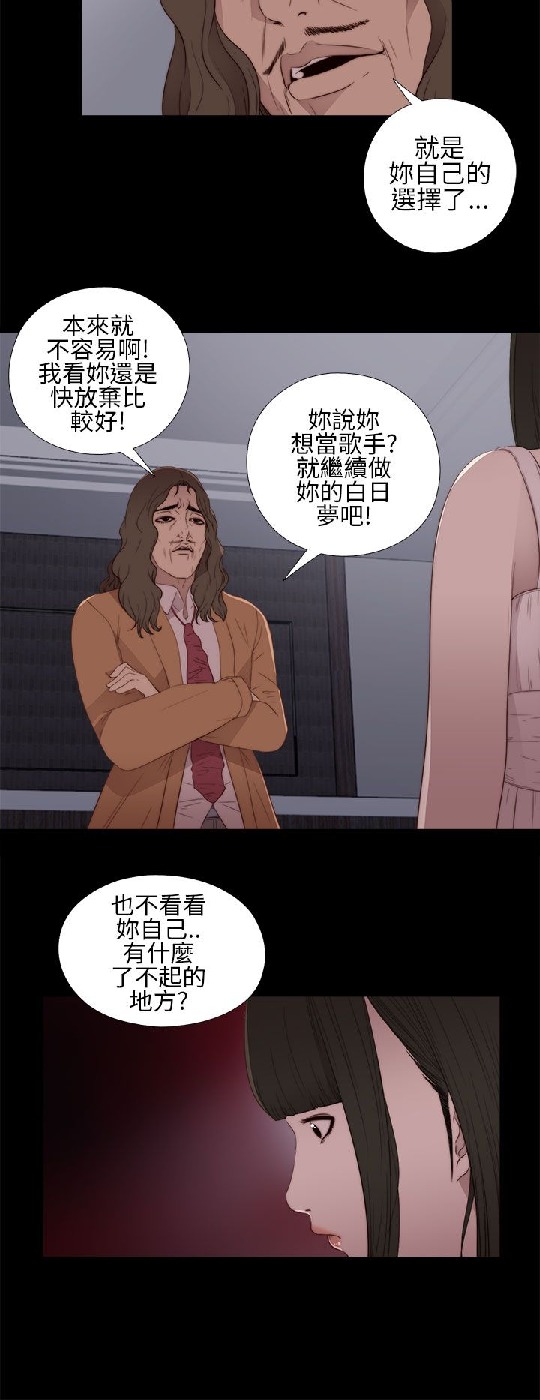 就是
妳自己的
選擇了...
本來就
不容易啊!
我看妳還是
快放棄比
較好!
妳說妳
想當歌手?
就繼續做
妳的白日
夢吧!
也不看看
妳自己..
有什麼
了不起的
地方?